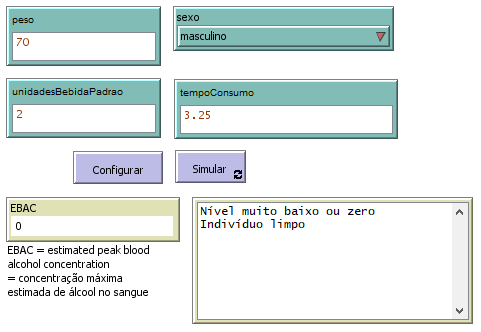 peso
70
sexo
masculino
unidadesBebidaPadrao
2
tempoConsumo
3.25
Configurar
Simular
EBAC
0
EBAC = estimated peak blood
alcohol concentration
= concentração máxima
estimada de álcool no sangue
Nível muito baixo ou zero
Indivíduo limpo